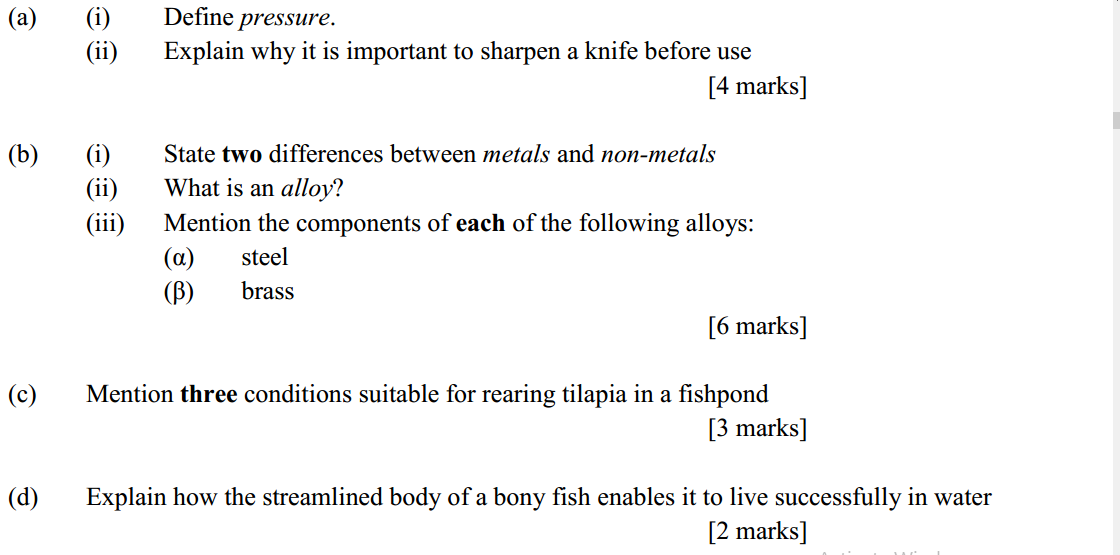 (a) (i) Define pressure.
(ii) Explain why it is important to sharpen a knife before use
[4 marks]
(b) (i) State two differences between metals and non-metals
(ii) What is an alloy?
(iii) Mention the components of each of the following alloys:
(α) steel
(β) brass
[6 marks]
(c) Mention three conditions suitable for rearing tilapia in a fishpond
[3 marks]
(d) Explain how the streamlined body of a bony fish enables it to live successfully in water
[2 marks]